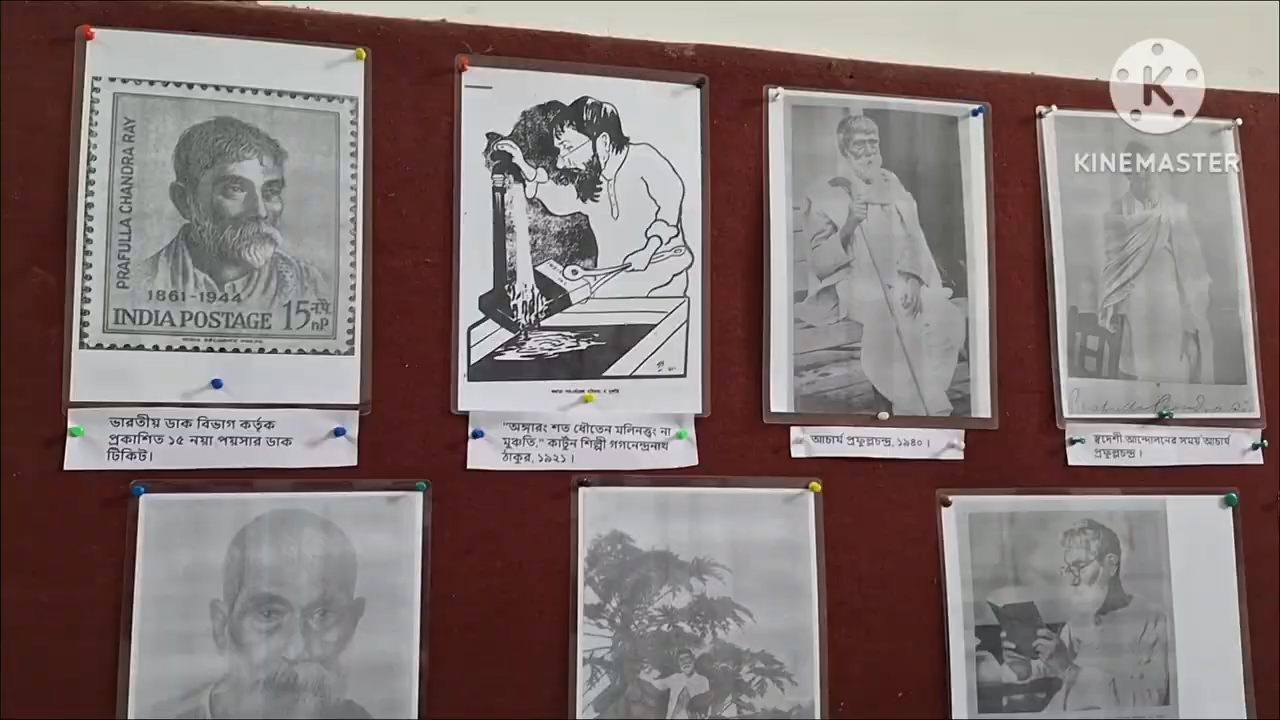 KINEMASTER
PRAFULLA CHANDRA RAY
1861-1944
INDIA POSTAGE 15 न.पै. nP
ভারতীয় ডাক বিভাগ কর্তৃক
প্রকাশিত ১৫ নয়া পয়সার ডাক
টিকিট।
"অঙ্গারঃ শত ধৌতেন মলিনত্ত্বং না
মুঞ্চতি," কার্টুন শিল্পী গগনেন্দ্রনাথ
ঠাকুর, ১৯২১ ।
আচার্য প্রফুল্লচন্দ্র, ১৯৪০ ।
স্বদেশী আন্দোলনের সময় আচার্য
প্রফুল্লচন্দ্র ।